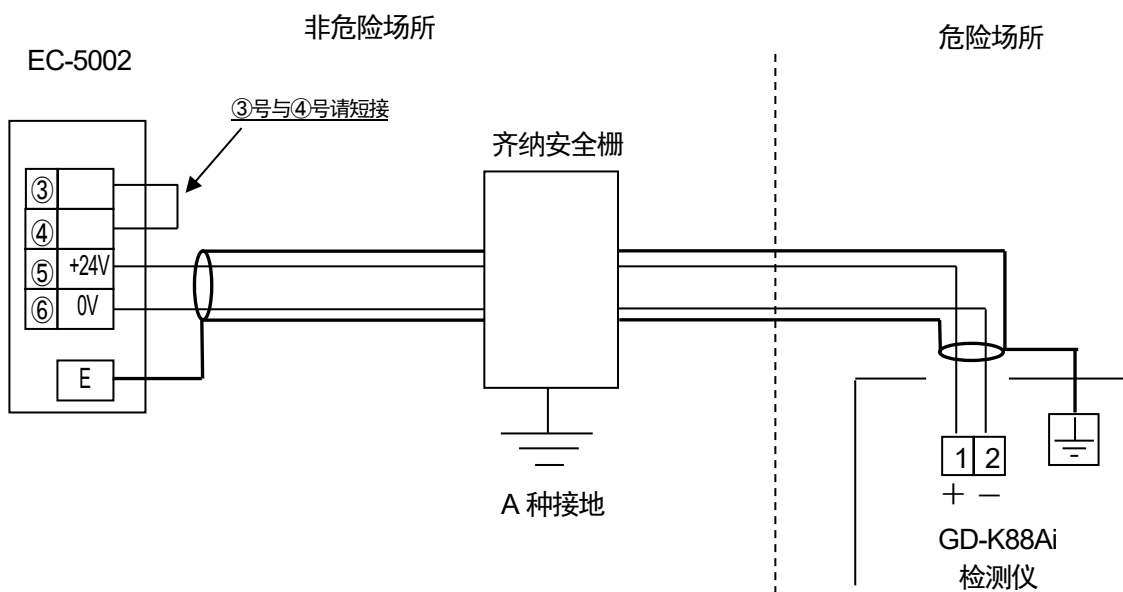 非危险场所
危险场所
EC-5002
③号与④号请短接
齐纳安全栅
③
④
⑤ +24V
⑥ 0V
E
A 种接地
1 2
＋ －
GD-K88Ai
检测仪